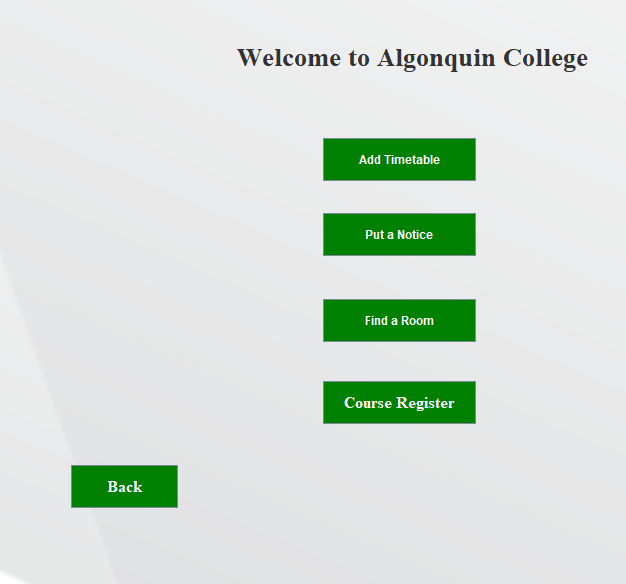 Welcome to Algonquin College
Add Timetable
Put a Notice
Find a Room
Course Register
Back